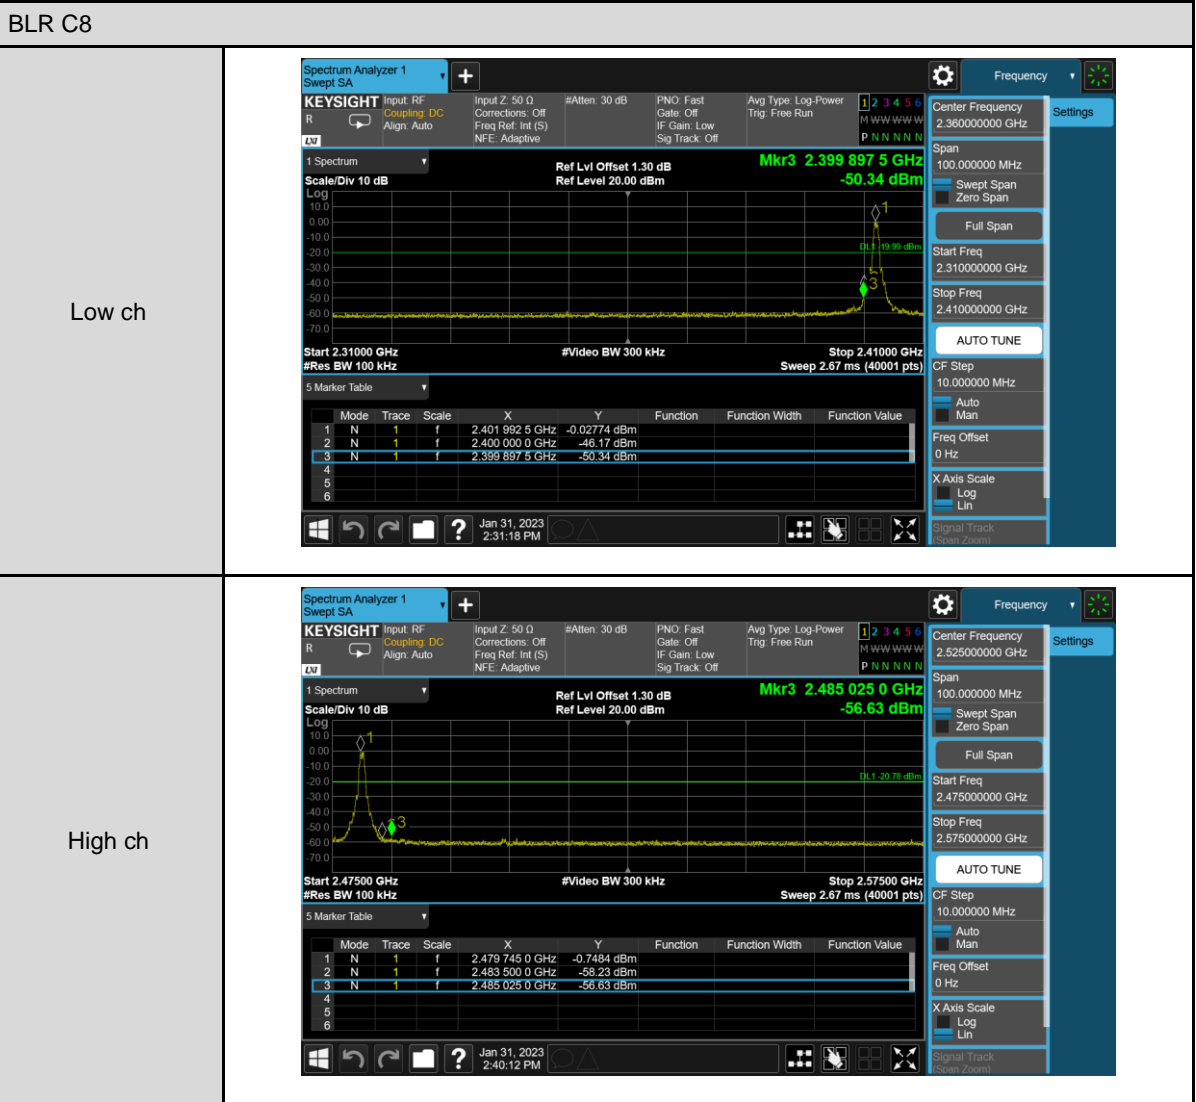 BLR C8
Low ch
Spectrum Analyzer 1
Swept SA
Frequency
KEYSIGHT
R
LXI
Input: RF
Coupling: DC
Align: Auto
Input Z: 50 Ω
Corrections: Off
Freq Ref: Int (S)
NFE: Adaptive
#Atten: 30 dB
PNO: Fast
Gate: Off
IF Gain: Low
Sig Track: Off
Avg Type: Log-Power
Trig: Free Run
1 2 3 4 5 6
M W W W W W
P N N N N N
1 Spectrum
Scale/Div 10 dB
Ref Lvl Offset 1.30 dB
Ref Level 20.00 dBm
Mkr3 2.399 897 5 GHz
-50.34 dBm
Log
10.0
0.00
-10.0
-20.0
-30.0
-40.0
-50.0
-60.0
-70.0
1
3
DL1 -19.99 dBm
Start 2.31000 GHz
#Res BW 100 kHz
#Video BW 300 kHz
Stop 2.41000 GHz
Sweep 2.67 ms (40001 pts)
5 Marker Table
Mode Trace Scale X Y Function Function Width Function Value
1 N 1 f 2.401 992 5 GHz -0.02774 dBm
2 N 1 f 2.400 000 0 GHz -46.17 dBm
3 N 1 f 2.399 897 5 GHz -50.34 dBm
4
5
6
?
Jan 31, 2023
2:31:18 PM
Center Frequency
2.360000000 GHz
Settings
Span
100.000000 MHz
Swept Span
Zero Span
Full Span
Start Freq
2.310000000 GHz
Stop Freq
2.410000000 GHz
AUTO TUNE
CF Step
10.000000 MHz
Auto
Man
Freq Offset
0 Hz
X Axis Scale
Log
Lin
Signal Track
(Span Zoom)
High ch
Spectrum Analyzer 1
Swept SA
Frequency
KEYSIGHT
R
LXI
Input: RF
Coupling: DC
Align: Auto
Input Z: 50 Ω
Corrections: Off
Freq Ref: Int (S)
NFE: Adaptive
#Atten: 30 dB
PNO: Fast
Gate: Off
IF Gain: Low
Sig Track: Off
Avg Type: Log-Power
Trig: Free Run
1 2 3 4 5 6
M W W W W W
P N N N N N
1 Spectrum
Scale/Div 10 dB
Ref Lvl Offset 1.30 dB
Ref Level 20.00 dBm
Mkr3 2.485 025 0 GHz
-56.63 dBm
Log
10.0
0.00
-10.0
-20.0
-30.0
-40.0
-50.0
-60.0
-70.0
1
3
DL1 -20.78 dBm
Start 2.47500 GHz
#Res BW 100 kHz
#Video BW 300 kHz
Stop 2.57500 GHz
Sweep 2.67 ms (40001 pts)
5 Marker Table
Mode Trace Scale X Y Function Function Width Function Value
1 N 1 f 2.479 745 0 GHz -0.7484 dBm
2 N 1 f 2.483 500 0 GHz -58.23 dBm
3 N 1 f 2.485 025 0 GHz -56.63 dBm
4
5
6
?
Jan 31, 2023
2:40:12 PM
Center Frequency
2.525000000 GHz
Settings
Span
100.000000 MHz
Swept Span
Zero Span
Full Span
Start Freq
2.475000000 GHz
Stop Freq
2.575000000 GHz
AUTO TUNE
CF Step
10.000000 MHz
Auto
Man
Freq Offset
0 Hz
X Axis Scale
Log
Lin
Signal Track
(Span Zoom)